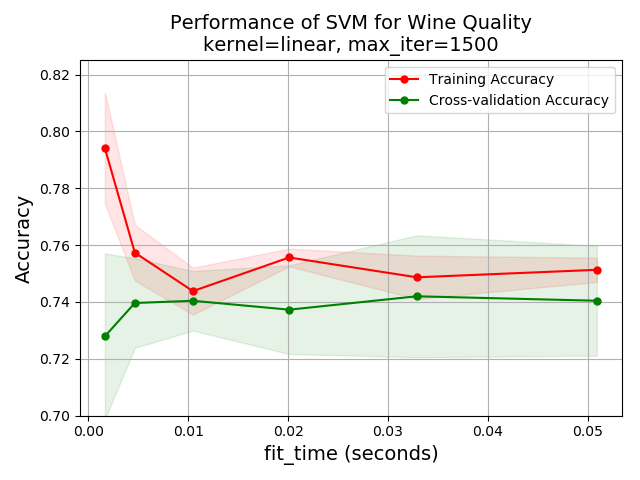 Performance of SVM for Wine Quality
kernel=linear, max_iter=1500
Training Accuracy
Cross-validation Accuracy
Accuracy
0.82
0.80
0.78
0.76
0.74
0.72
0.70
0.00 0.01 0.02 0.03 0.04 0.05
fit_time (seconds)